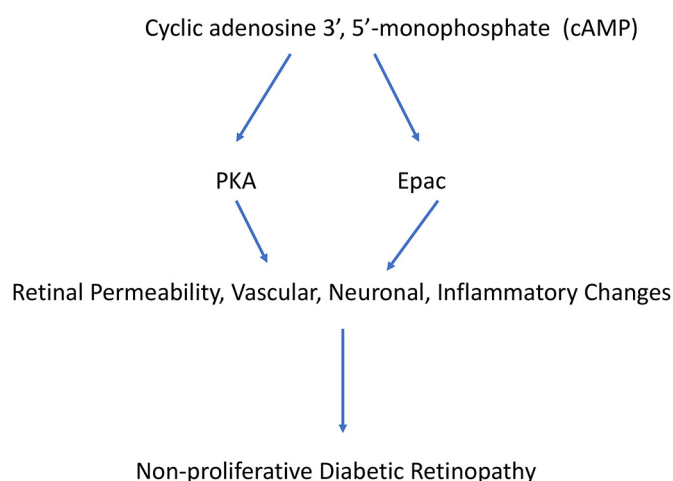 Cyclic adenosine 3’, 5’-monophosphate  (cAMP)
PKA
Epac
Retinal Permeability, Vascular, Neuronal, Inflammatory Changes
Non-proliferative Diabetic Retinopathy